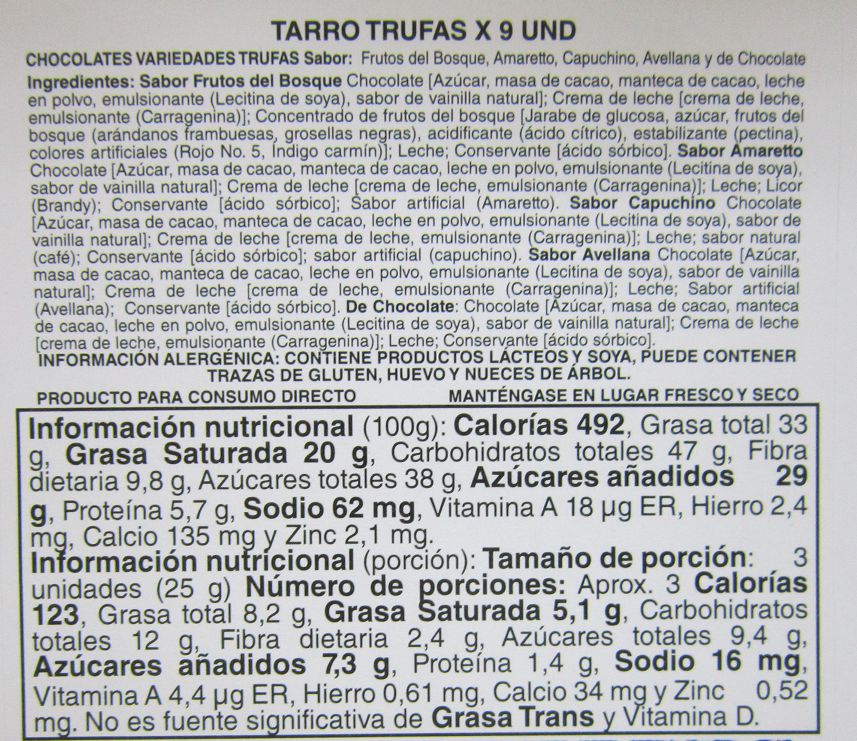 TARRO TRUFAS X 9 UND
CHOCOLATES VARIEDADES TRUFAS Sabor: Frutos del Bosque, Amaretto, Capuchino, Avellana y de Chocolate
Ingredientes: Sabor Frutos del Bosque Chocolate [Azúcar, masa de cacao, manteca de cacao, leche
en polvo, emulsionante (Lecitina de soya), sabor de vainilla natural]; Crema de leche [crema de leche,
emulsionante (Carragenina)]; Concentrado de frutos del bosque [Jarabe de glucosa, azúcar, frutos del
bosque (arándanos frambuesas, grosellas negras), acidificante (ácido cítrico), estabilizante (pectina),
colores artificiales (Rojo No. 5, Indigo carmín)]; Leche; Conservante [ácido sórbico]. Sabor Amaretto
Chocolate [Azúcar, masa de cacao, manteca de cacao, leche en polvo, emulsionante (Lecitina de soya),
sabor de vainilla natural]; Crema de leche [crema de leche, emulsionante (Carragenina)]; Leche; Licor
(Brandy); Conservante [ácido sórbico]; Sabor artificial (Amaretto). Sabor Capuchino Chocolate
[Azúcar, masa de cacao, manteca de cacao, leche en polvo, emulsionante (Lecitina de soya), sabor de
vainilla natural]; Crema de leche [crema de leche, emulsionante (Carragenina)]; Leche; sabor natural
(café); Conservante [ácido sórbico]; sabor artificial (capuchino). Sabor Avellana Chocolate [Azúcar,
masa de cacao, manteca de cacao, leche en polvo, emulsionante (Lecitina de soya), sabor de vainilla
natural]; Crema de leche [crema de leche, emulsionante (Carragenina)]; Leche; Sabor artificial
(Avellana); Conservante [ácido sórbico]. De Chocolate: Chocolate [Azúcar, masa de cacao, manteca
de cacao, leche en polvo, emulsionante (Lecitina de soya), sabor de vainilla natural]; Crema de leche
[crema de leche, emulsionante (Carragenina)]; Leche; Conservante [ácido sórbico].
INFORMACIÓN ALERGÉNICA: CONTIENE PRODUCTOS LÁCTEOS Y SOYA, PUEDE CONTENER
TRAZAS DE GLUTEN, HUEVO Y NUECES DE ÁRBOL.
PRODUCTO PARA CONSUMO DIRECTO MANTÉNGASE EN LUGAR FRESCO Y SECO
Información nutricional (100g): Calorías 492, Grasa total 33
g, Grasa Saturada 20 g, Carbohidratos totales 47 g, Fibra
dietaria 9,8 g, Azúcares totales 38 g, Azúcares añadidos 29
g, Proteína 5,7 g, Sodio 62 mg, Vitamina A 18 µg ER, Hierro 2,4
mg, Calcio 135 mg y Zinc 2,1 mg.
Información nutricional (porción): Tamaño de porción: 3
unidades (25 g) Número de porciones: Aprox. 3 Calorías
123, Grasa total 8,2 g, Grasa Saturada 5,1 g, Carbohidratos
totales 12 g, Fibra dietaria 2,4 g, Azúcares totales 9,4 g,
Azúcares añadidos 7,3 g, Proteína 1,4 g, Sodio 16 mg,
Vitamina A 4,4 µg ER, Hierro 0,61 mg, Calcio 34 mg y Zinc 0,52
mg. No es fuente significativa de Grasa Trans y Vitamina D.